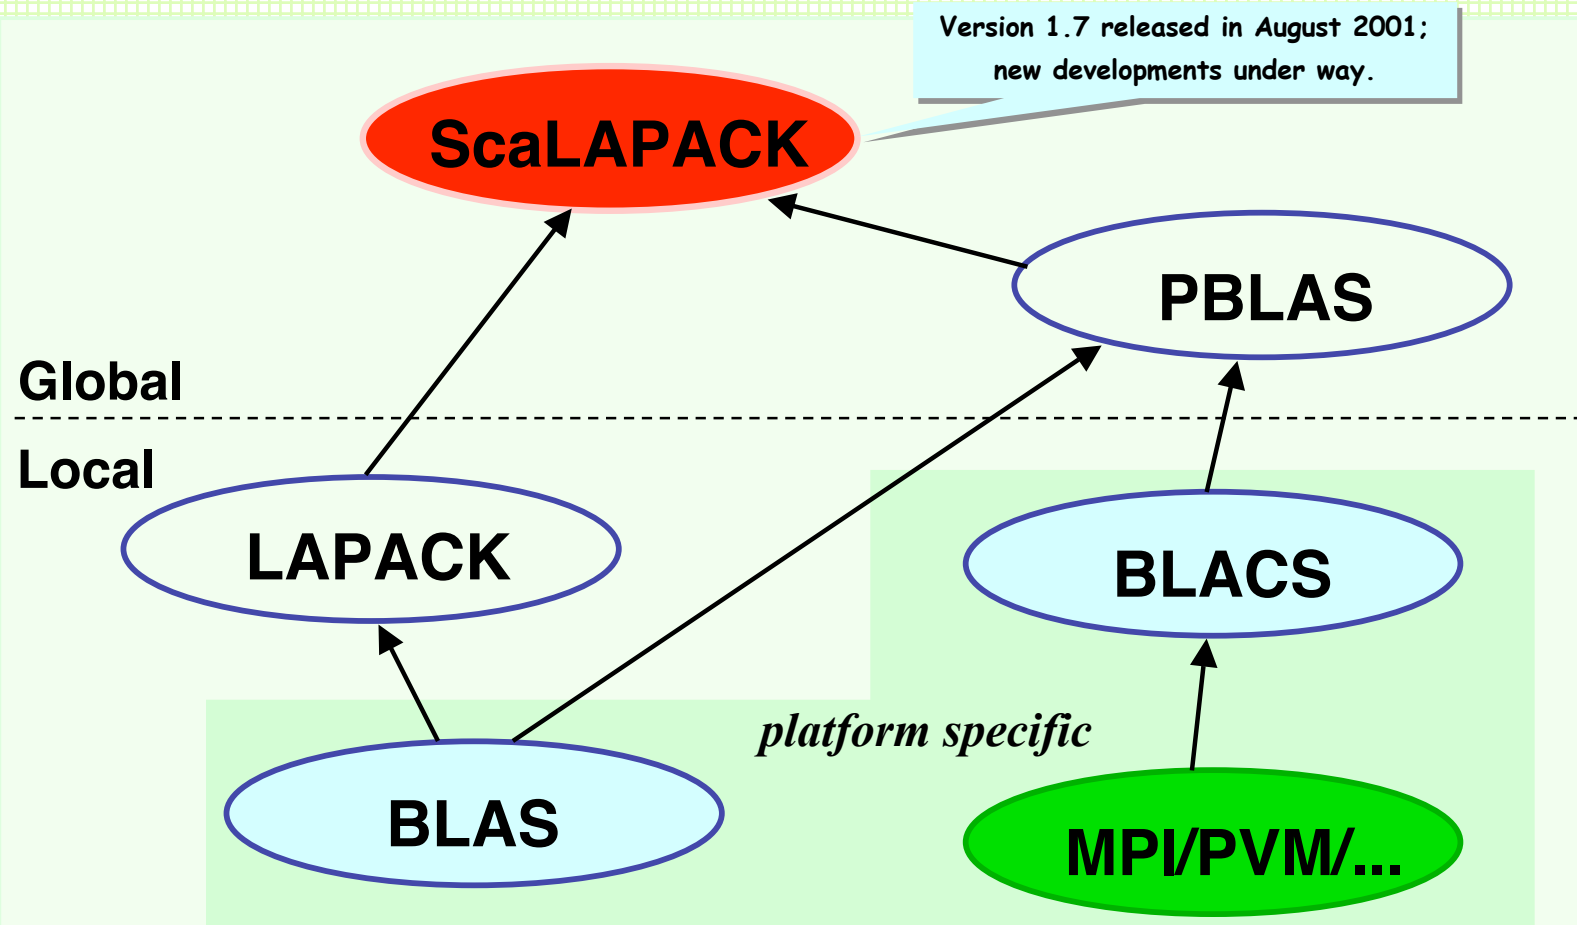 Version 1.7 released in August 2001;
new developments under way.
ScaLAPACK
PBLAS
Global
Local
LAPACK
BLACS
platform specific
BLAS
MPI/PVM/...